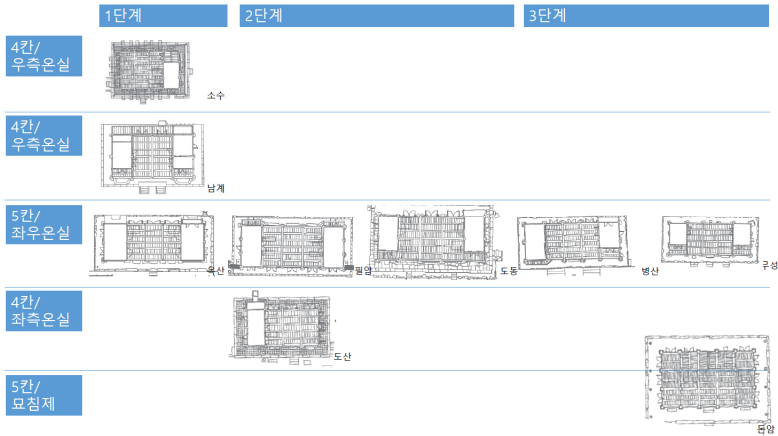 1단계
2단계
3단계
4칸/
우측온실
소수
4칸/
우측온실
남계
5칸/
좌우온실
옥산
필암
도동
병산
구성
4칸/
좌측온실
도산
5칸/
묘침제
돈암